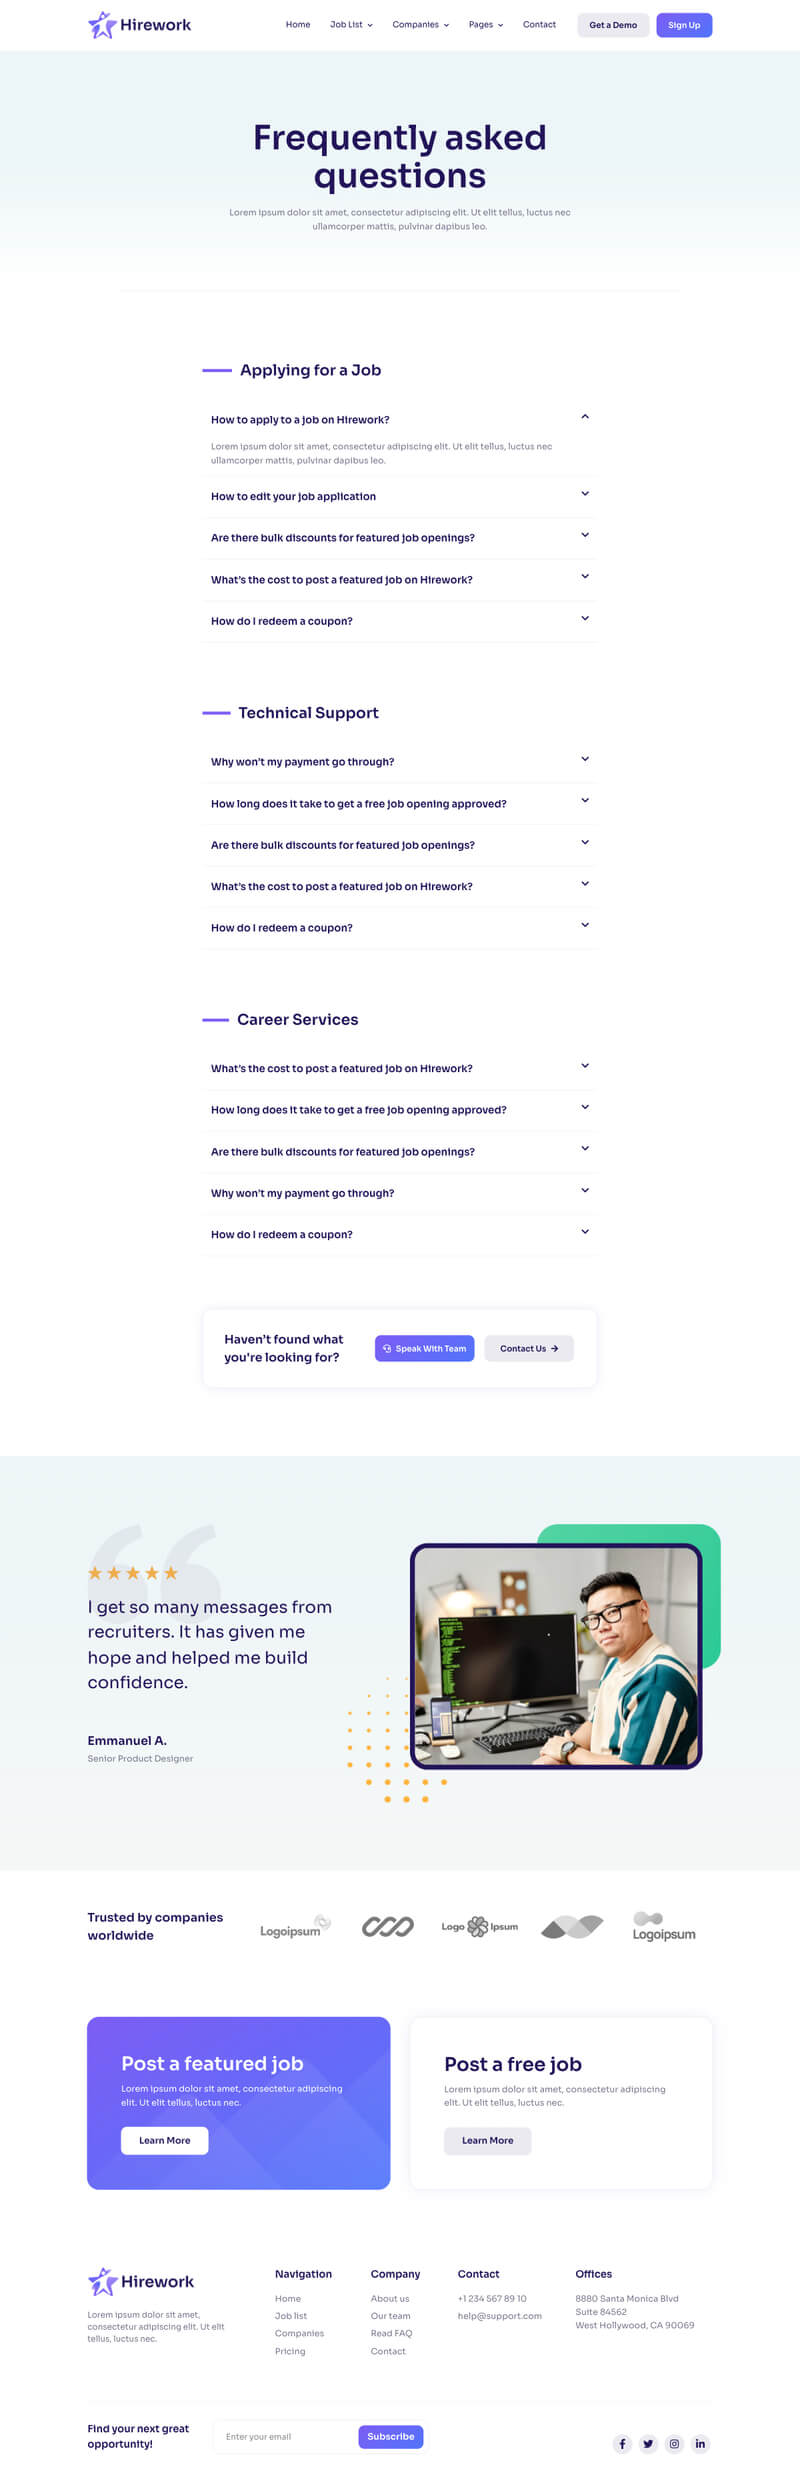 Hirework
Home Job List Companies Pages Contact Get a Demo Sign Up
Frequently asked
questions
Lorem ipsum dolor sit amet, consectetur adipiscing elit. Ut elit tellus, luctus nec
ullamcorper mattis, pulvinar dapibus leo.
Applying for a Job
How to apply to a job on Hirework?
Lorem ipsum dolor sit amet, consectetur adipiscing elit. Ut elit tellus, luctus nec
ullamcorper mattis, pulvinar dapibus leo.
How to edit your job application
Are there bulk discounts for featured job openings?
What's the cost to post a featured job on Hirework?
How do I redeem a coupon?
Technical Support
Why won't my payment go through?
How long does it take to get a free job opening approved?
Are there bulk discounts for featured job openings?
What's the cost to post a featured job on Hirework?
How do I redeem a coupon?
Career Services
What's the cost to post a featured job on Hirework?
How long does it take to get a free job opening approved?
Are there bulk discounts for featured job openings?
Why won't my payment go through?
How do I redeem a coupon?
Haven't found what
you're looking for?
Speak With Team
Contact Us
I get so many messages from
recruiters. It has given me
hope and helped me build
confidence.
Emmanuel A.
Senior Product Designer
Trusted by companies
worldwide
Logoipsum
Logo Ipsum
Logoipsum
Post a featured job
Lorem ipsum dolor sit amet, consectetur adipiscing
elit. Ut elit tellus, luctus nec.
Learn More
Post a free job
Lorem ipsum dolor sit amet, consectetur adipiscing
elit. Ut elit tellus, luctus nec.
Learn More
Hirework
Lorem ipsum dolor sit amet,
consectetur adipiscing elit. Ut elit
tellus, luctus nec.
Navigation
Home
Job list
Companies
Pricing
Company
About us
Our team
Read FAQ
Contact
Contact
+1 234 567 89 10
help@support.com
Offices
8880 Santa Monica Blvd
Suite 84562
West Hollywood, CA 90069
Find your next great
opportunity!
Enter your email
Subscribe